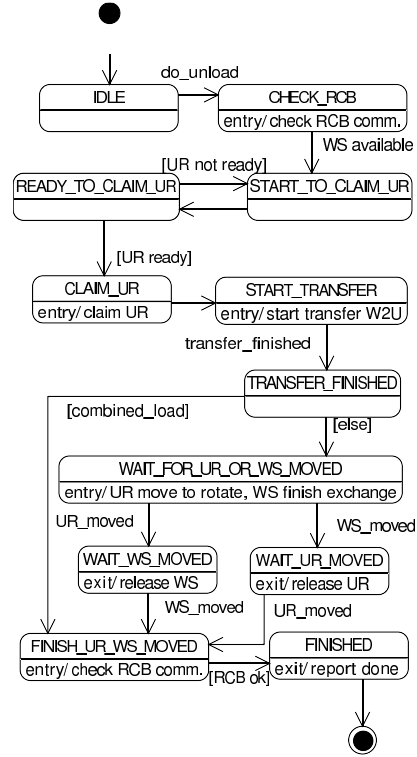 do_unload
IDLE
CHECK_RCB
entry/ check RCB comm.
WS available
[UR not ready]
READY_TO_CLAIM_UR
START_TO_CLAIM_UR
[UR ready]
CLAIM_UR
entry/ claim UR
START_TRANSFER
entry/ start transfer W2U
transfer_finished
TRANSFER_FINISHED
[combined_load]
[else]
WAIT_FOR_UR_OR_WS_MOVED
entry/ UR move to rotate, WS finish exchange
UR_moved
WS_moved
WAIT_WS_MOVED
exit/ release WS
WAIT_UR_MOVED
exit/ release UR
WS_moved
UR_moved
FINISH_UR_WS_MOVED
entry/ check RCB comm.
[RCB ok]
FINISHED
exit/ report done